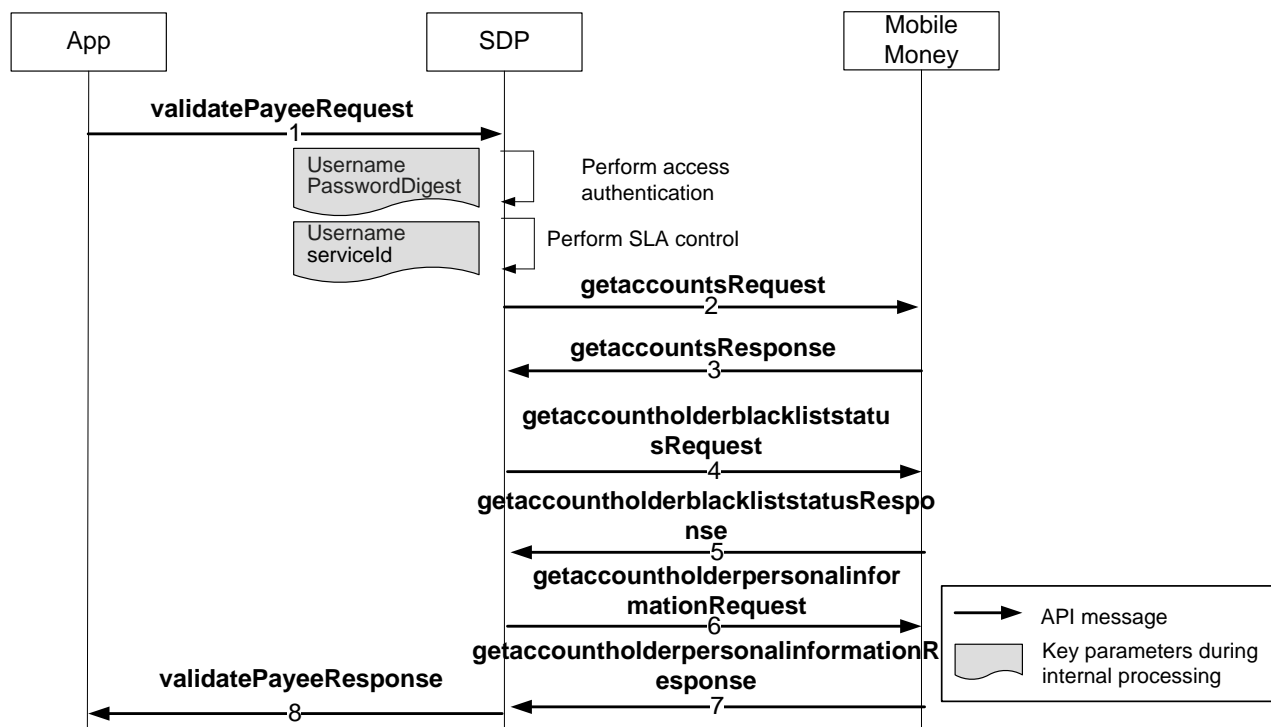 App
SDP
Mobile
Money
validatePayeeRequest
1
Username
PasswordDigest
Perform access
authentication
Username
serviceId
Perform SLA control
getaccountsRequest
2
getaccountsResponse
3
getaccountholderblackliststatu
sRequest
4
getaccountholderblackliststatusRespo
nse
5
getaccountholderpersonalinfor
mationRequest
6
getaccountholderpersonalinformationR
esponse
7
validatePayeeResponse
8
API message
Key parameters during
internal processing